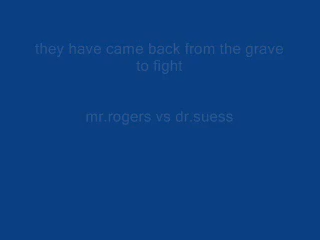 they have came back from the grave
to fight
mr.rogers vs dr.suess